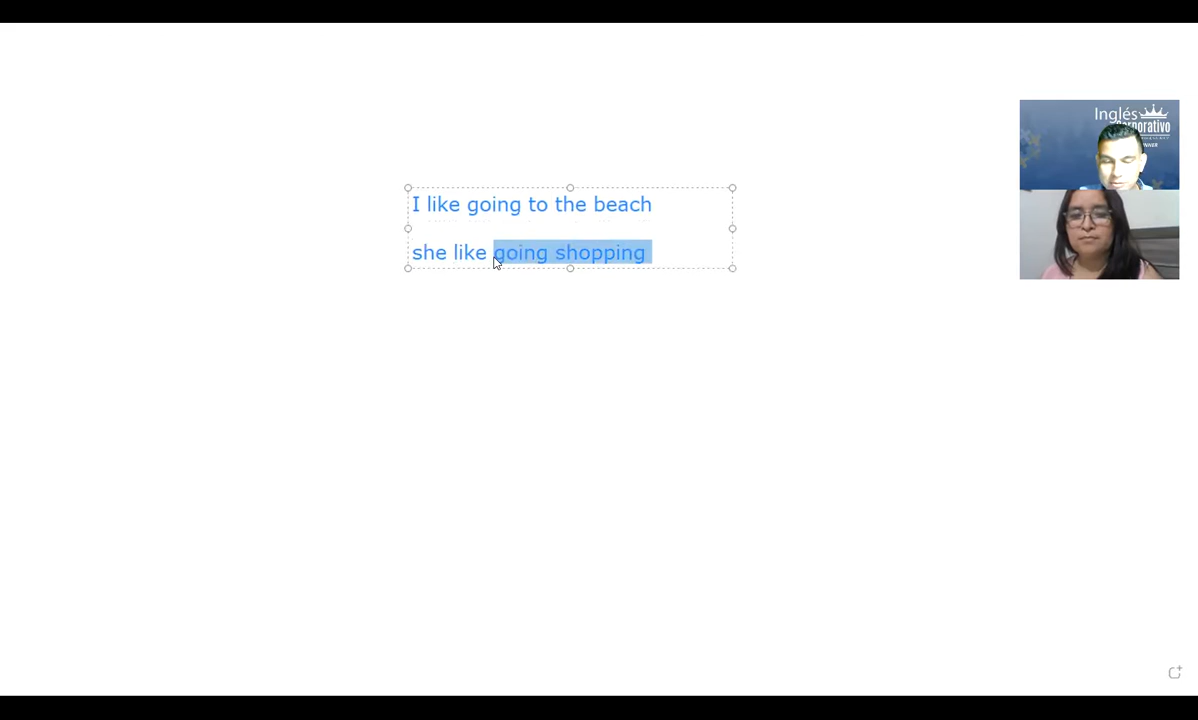 I like going to the beach
she like going shopping
Inglés
Corporativo